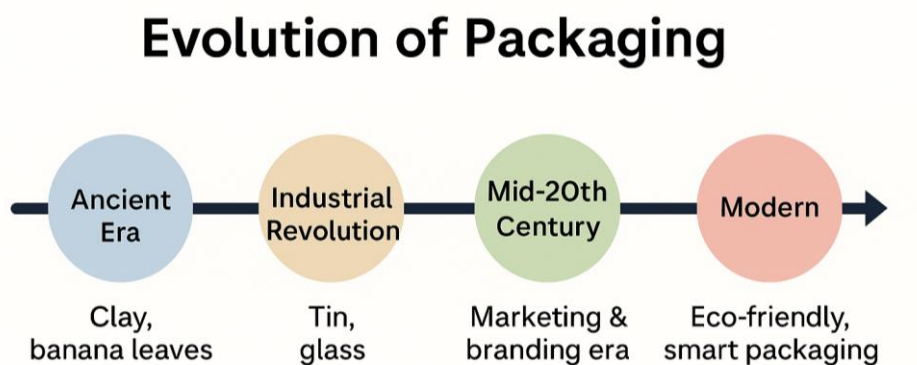 Evolution of Packaging
Ancient
Era
Industrial
Revolution
Mid-20th
Century
Modern
Clay,
banana leaves
Tin,
glass
Marketing &
branding era
Eco-friendly,
smart packaging